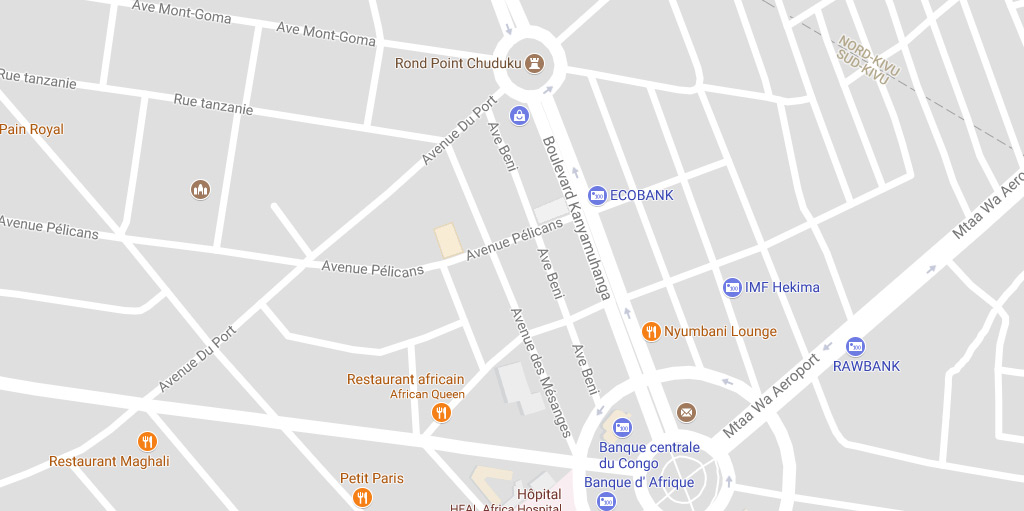 Ave Mont-Goma
Ave Mont-Goma
Rond Point Chuduku
NORD-KIVU
SUD-KIVU
Rue tanzanie
Rue tanzanie
Avenue Du Port
Pain Royal
Ave Beni
Boulevard Kanyamuhanga
ECOBANK
Mtaa Wa Aero
Avenue Pélicans
Avenue Pélicans
Avenue Pélicans
Ave Beni
IMF Hekima
Avenue des Mésanges
Nyumbani Lounge
Avenue Du Port
Ave Beni
RAWBANK
Mtaa Wa Aeroport
Restaurant africain
African Queen
Restaurant Maghali
Banque centrale
du Congo
Petit Paris
Banque d' Afrique
Hôpital
HEAL Africa Hospital